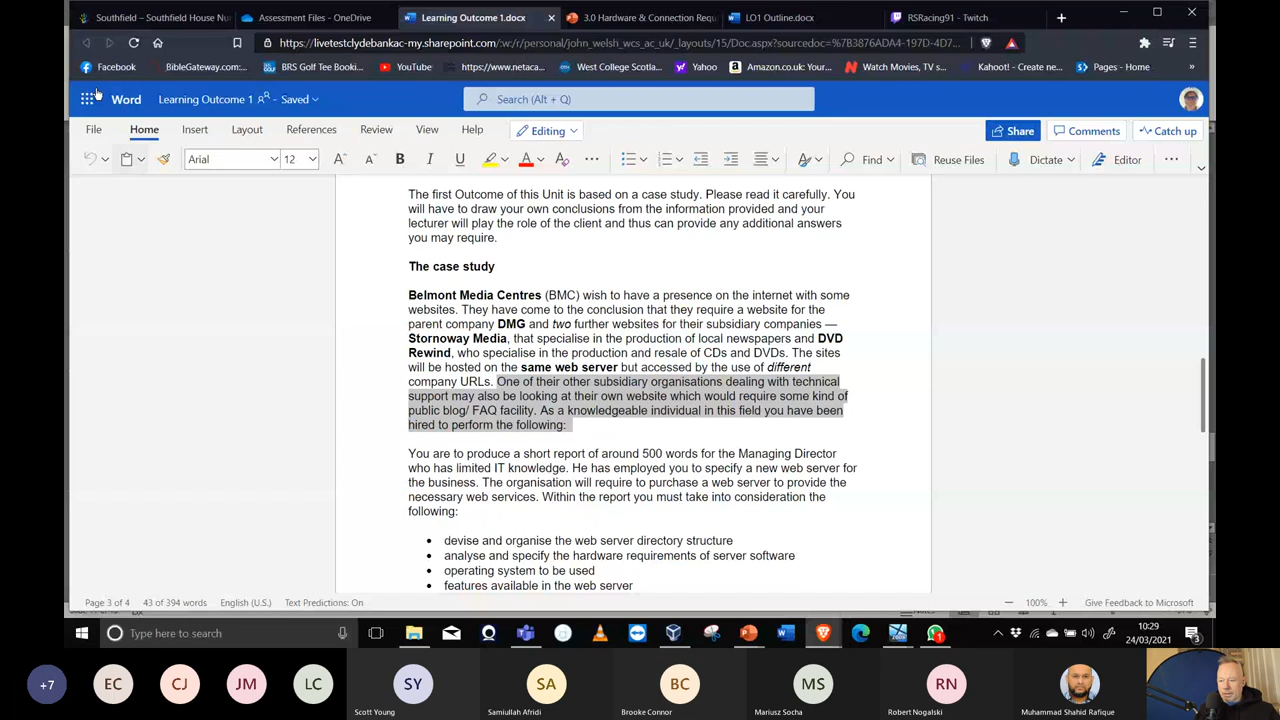 Southfield – Southfield House Nu
Assessment Files - OneDrive
Learning Outcome 1.docx
3.0 Hardware & Connection Requ
LO1 Outline.docx
RSRacing91 - Twitch
https://livetestclydebankac-my.sharepoint.com/:w:/r/personal/john_welsh_wcs_ac_uk/_layouts/15/Doc.aspx?sourcedoc=%7B3876ADA4-197D-4D7...
Facebook
BibleGateway.com:...
BRS Golf Tee Booki...
YouTube
https://www.netaca...
West College Scotla...
Yahoo
Amazon.co.uk: Your...
Watch Movies, TV s...
Kahoot! - Create ne...
Pages - Home
»
Word
Learning Outcome 1 - Saved
Search (Alt + Q)
File
Home
Insert
Layout
References
Review
View
Help
Editing
Share
Comments
Catch up
Arial
12
Find
Reuse Files
Dictate
Editor
The first Outcome of this Unit is based on a case study. Please read it carefully. You
will have to draw your own conclusions from the information provided and your
lecturer will play the role of the client and thus can provide any additional answers
you may require.
The case study
Belmont Media Centres (BMC) wish to have a presence on the internet with some
websites. They have come to the conclusion that they require a website for the
parent company DMG and two further websites for their subsidiary companies —
Stornoway Media, that specialise in the production of local newspapers and DVD
Rewind, who specialise in the production and resale of CDs and DVDs. The sites
will be hosted on the same web server but accessed by the use of different
company URLs. One of their other subsidiary organisations dealing with technical
support may also be looking at their own website which would require some kind of
public blog/ FAQ facility. As a knowledgeable individual in this field you have been
hired to perform the following:
You are to produce a short report of around 500 words for the Managing Director
who has limited IT knowledge. He has employed you to specify a new web server for
the business. The organisation will require to purchase a web server to provide the
necessary web services. Within the report you must take into consideration the
following:
• devise and organise the web server directory structure
• analyse and specify the hardware requirements of server software
• operating system to be used
• features available in the web server
Page 3 of 4
43 of 394 words
English (U.S.)
Text Predictions: On
100%
Give Feedback to Microsoft
Type here to search
10:29
24/03/2021
3
+7
EC
CJ
JM
LC
SY
SA
BC
MS
RN
Scott Young
Samiullah Afridi
Brooke Connor
Mariusz Socha
Robert Nogalski
Muhammad Shahid Rafique